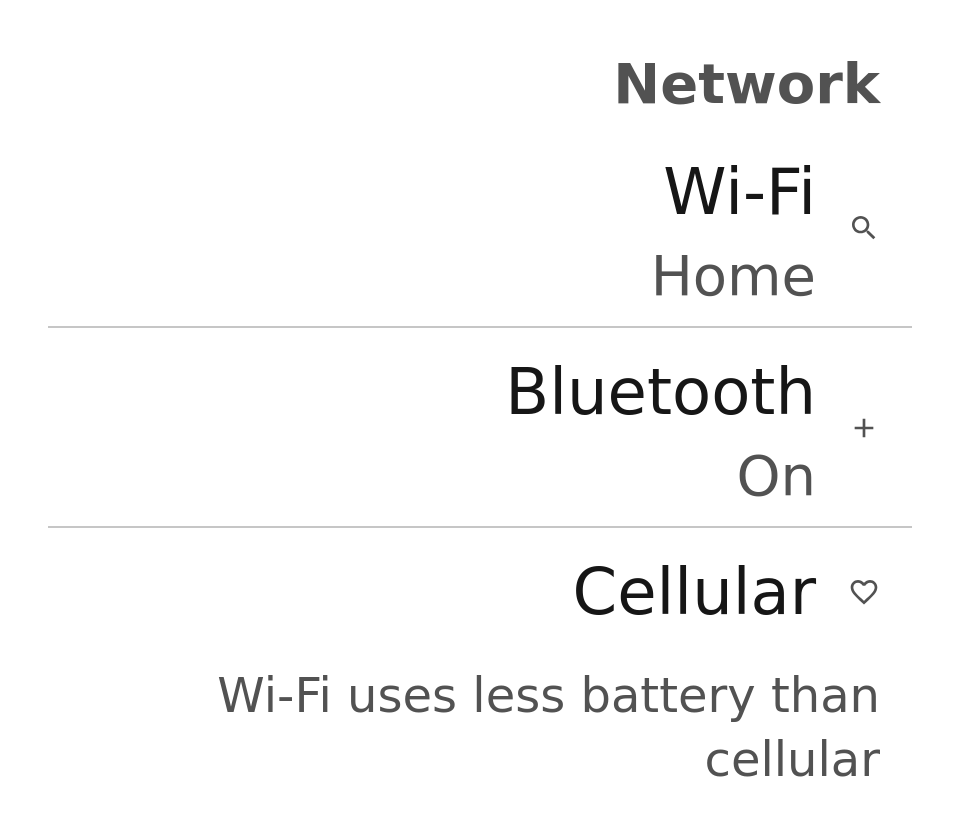 Network
Wi-Fi
Home
Bluetooth
On
Cellular
Wi-Fi uses less battery than
cellular